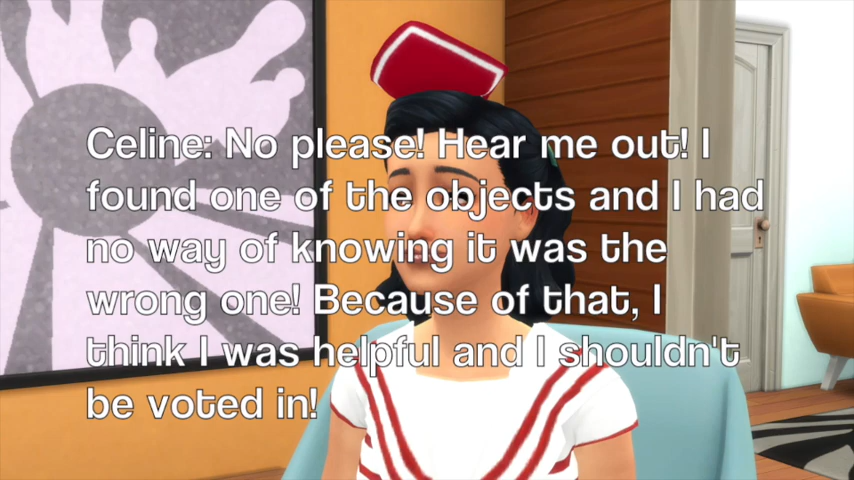 Celine: No please! Hear me out! I
found one of the objects and I had
no way of knowing it was the
wrong one! Because of that, I
think I was helpful and I shouldn't
be voted in!